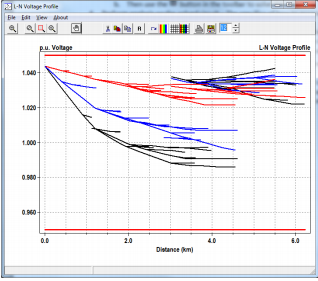 L-N Voltage Profile
File Edit View About
R
p.u. Voltage
L-N Voltage Profile
1.040
1.020
1.000
0.980
0.960
0.0
2.0
4.0
6.0
Distance (km)